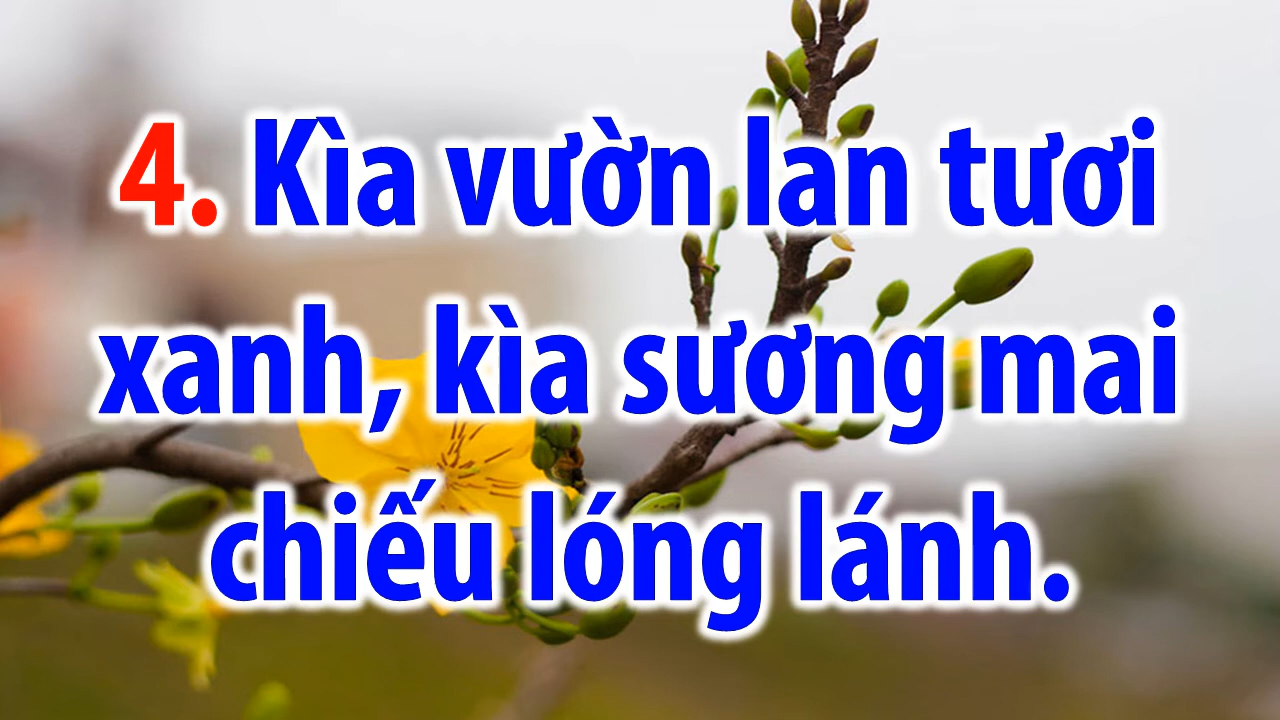 4. Kìa vườn lan tươi
xanh, kìa sương mai
chiếu lóng lánh.